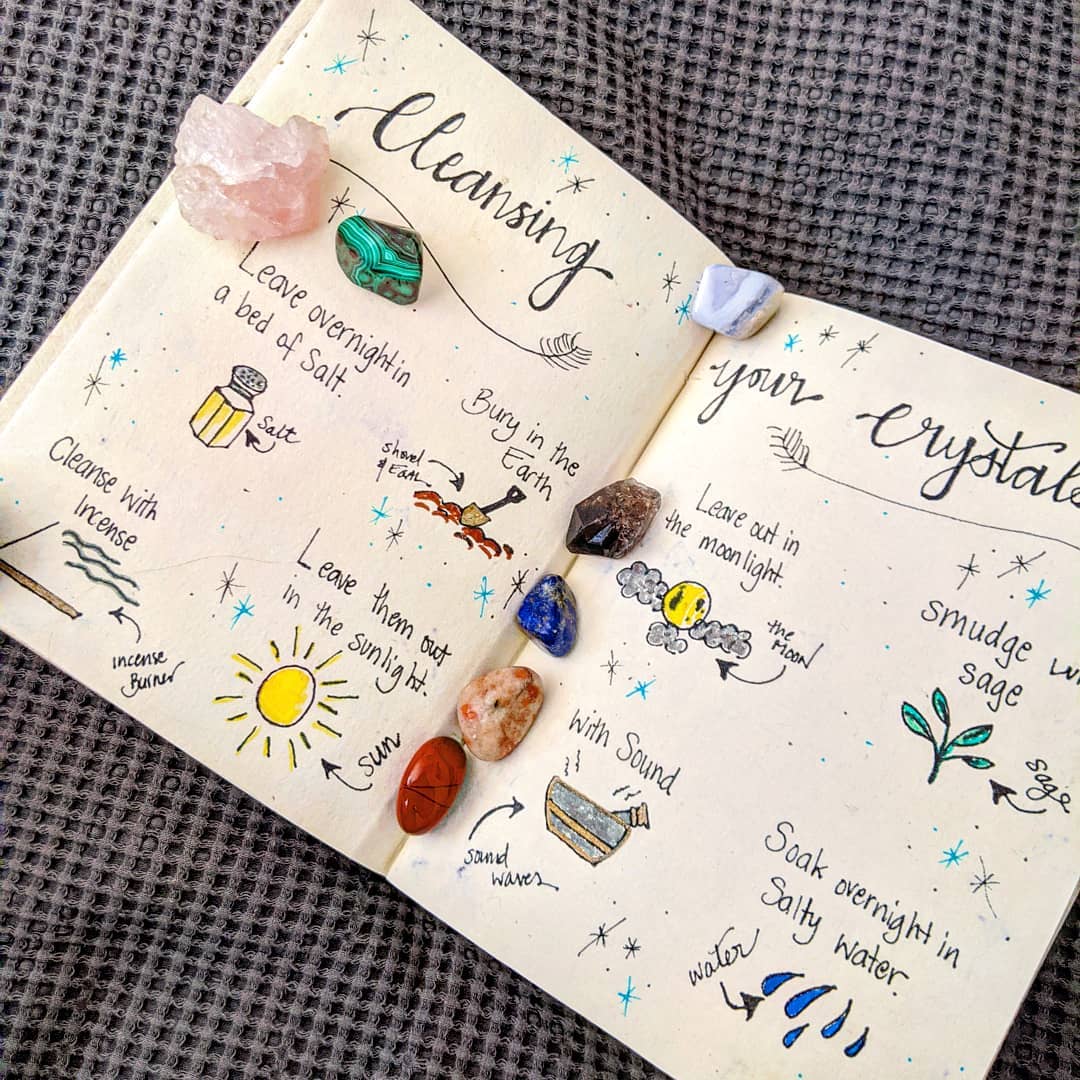 Cleansing
Leave overnight in
a bed of Salt.
Salt
Bury in the
Earth
shovel
Cleanse with
Incense
incense
Burner
Leave them out
in the sunlight.
sun
your crystals
Leave out in
the moonlight.
the
MOON
smudge
sage
sage
with Sound
sound
waves
Soak overnight in
Salty water.
water